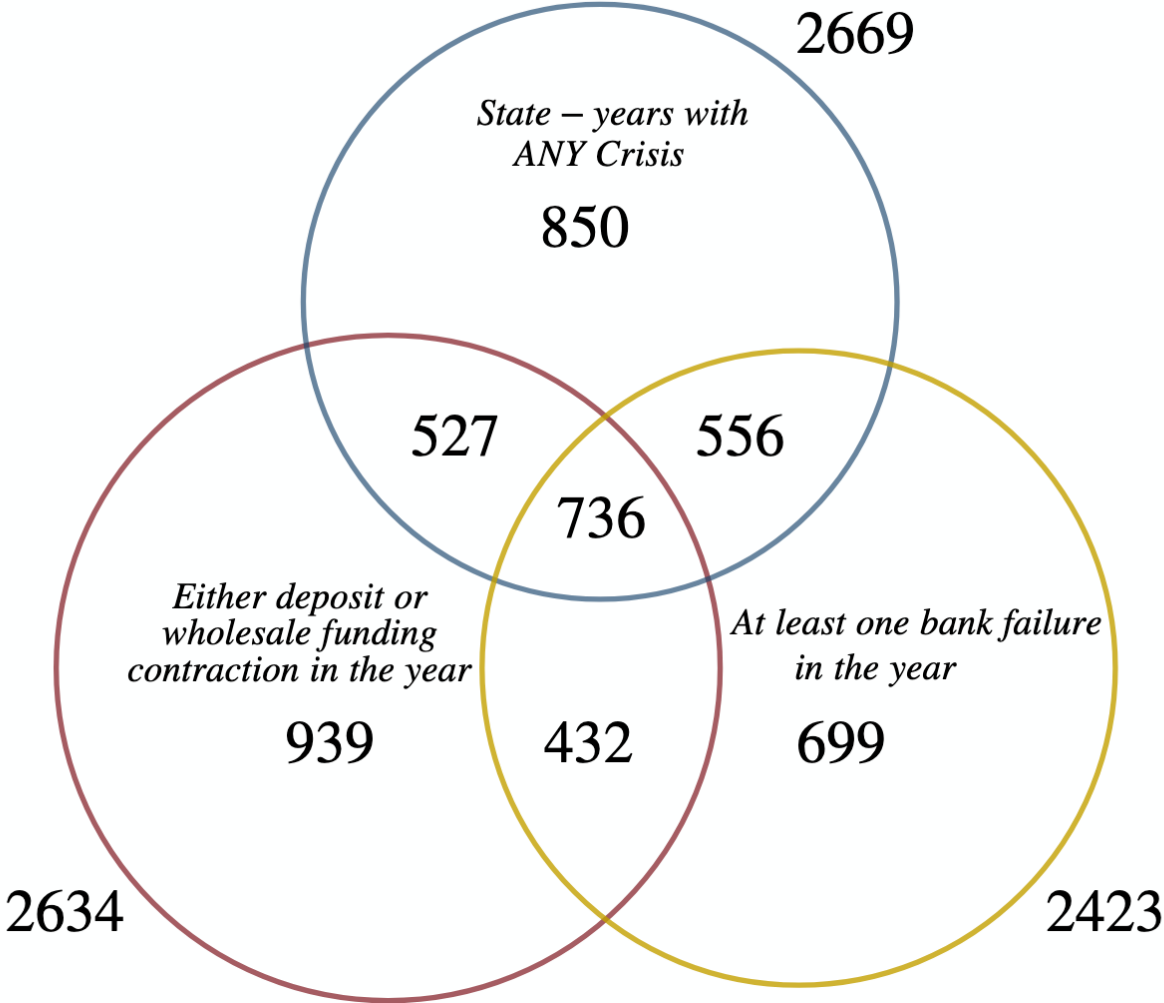 2669
State – years with
ANY Crisis
850
527
556
736
Either deposit or
wholesale funding
contraction in the year
939
432
At least one bank failure
in the year
699
2634
2423